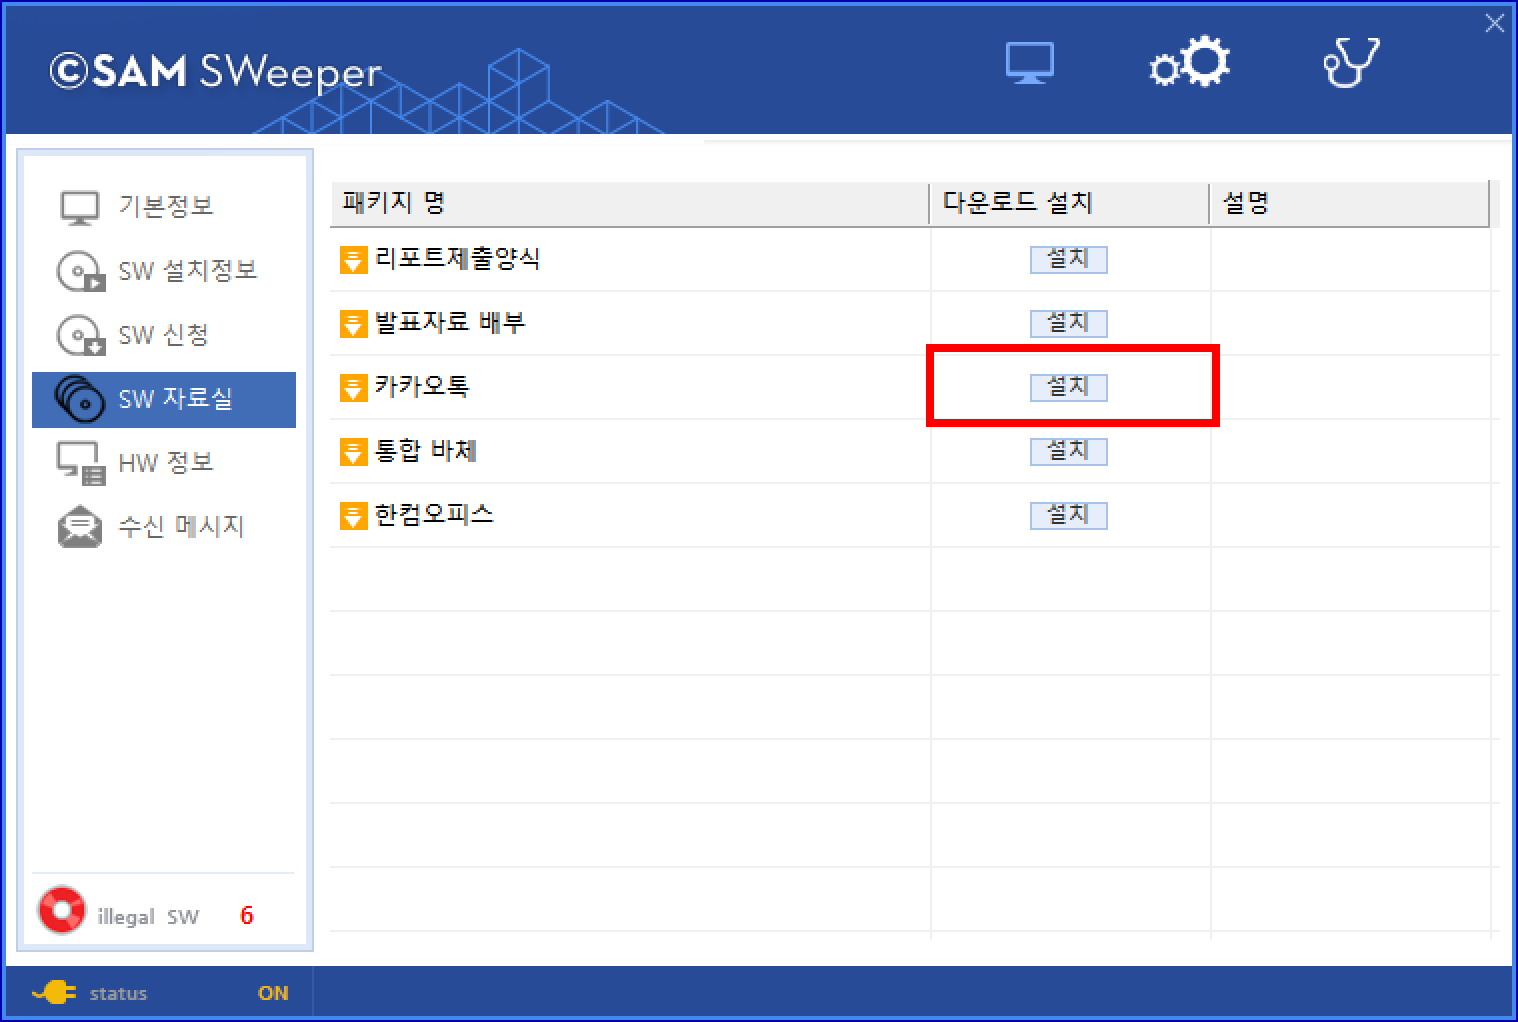 ©SAM SWeeper
기본정보
SW 설치정보
SW 신청
SW 자료실
HW 정보
수신 메시지
illegal SW 6
패키지 명 다운로드 설치 설명
리포트제출양식 설치
발표자료 배부 설치
카카오톡 설치
통합 바체 설치
한컴오피스 설치
status ON